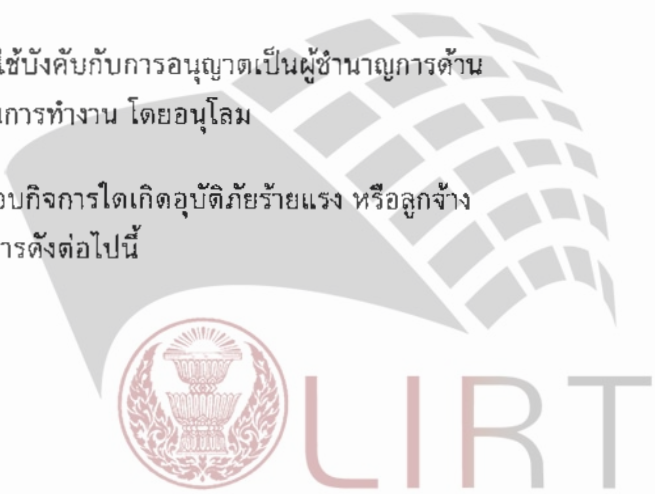 ใช้บังคับกับการอนุญาตเป็นผู้ชำนาญการด้าน
การทำงาน โดยอนุโลม
อบกิจการใดเกิดอุบัติภัยร้ายแรง หรือลูกจ้าง
การดังต่อไปนี้
LIRT